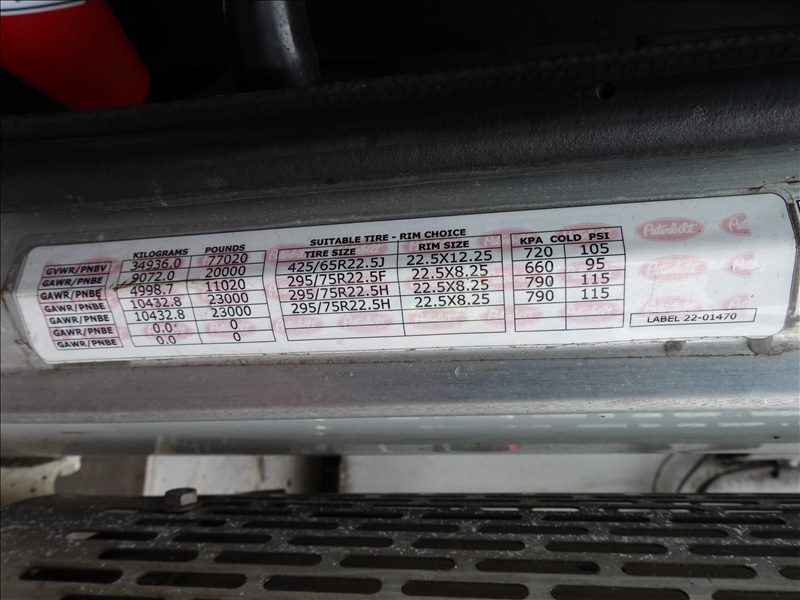 KILOGRAMS POUNDS SUITABLE TIRE - RIM CHOICE
TIRE SIZE RIM SIZE KPA COLD PSI
GVWR/PNBV 34936.0 77020
GAWR/PNBE 9072.0 20000 425/65R22.5J 22.5X12.25 720 105
GAWR/PNBE 4998.7 11020 295/75R22.5F 22.5X8.25 660 95
GAWR/PNBE 10432.8 23000 295/75R22.5H 22.5X8.25 790 115
GAWR/PNBE 10432.8 23000 295/75R22.5H 22.5X8.25 790 115
GAWR/PNBE 0.0 0
GAWR/PNBE 0.0 0
Peterbilt
LABEL 22-01470